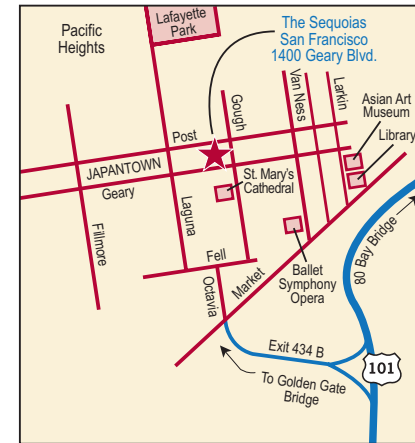 Pacific
Heights
Lafayette
Park
The Sequoias
San Francisco
1400 Geary Blvd.
Gough
Van Ness
Larkin
Asian Art
Museum
Library
Post
JAPANTOWN
Geary
St. Mary's
Cathedral
Fillmore
Laguna
Fell
Octavia
Market
Ballet
Symphony
Opera
80 Bay Bridge
Exit 434 B
101
To Golden Gate
Bridge